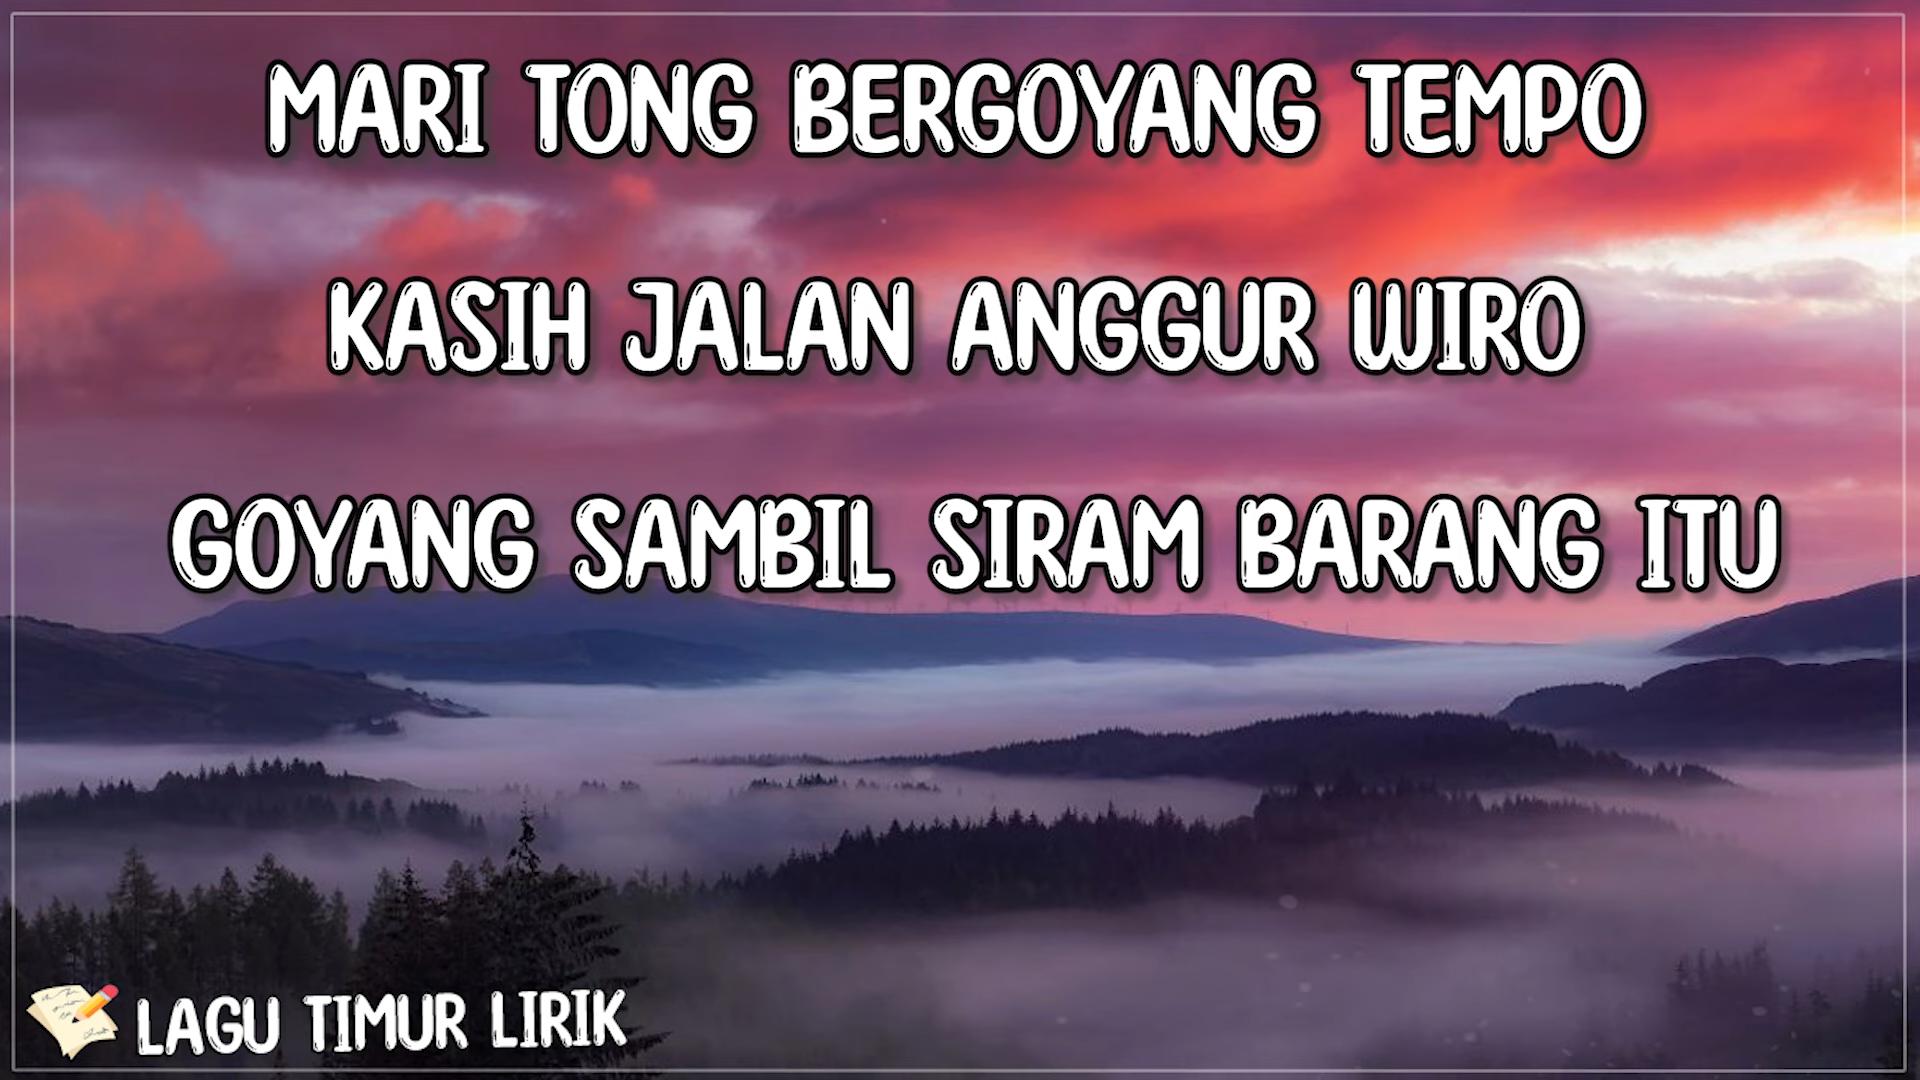 MARI TONG BERGOYANG TEMPO
KASIH JALAN ANGGUR WIRO
GOYANG SAMBIL SIRAM BARANG ITU
LAGU TIMUR LIRIK